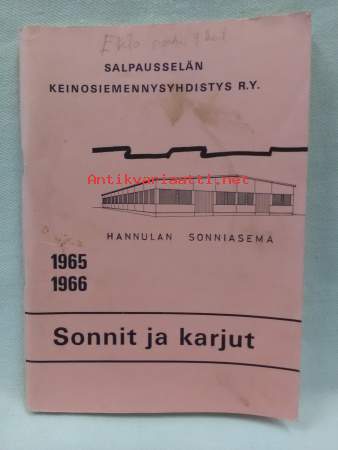 SALPAUSSELÄN
KEINOSIEMENNYSYHDISTYS R.Y.
Antikvariaatti.net
HANNULAN SONNIASEMA
1965
1966
Sonnit ja karjut